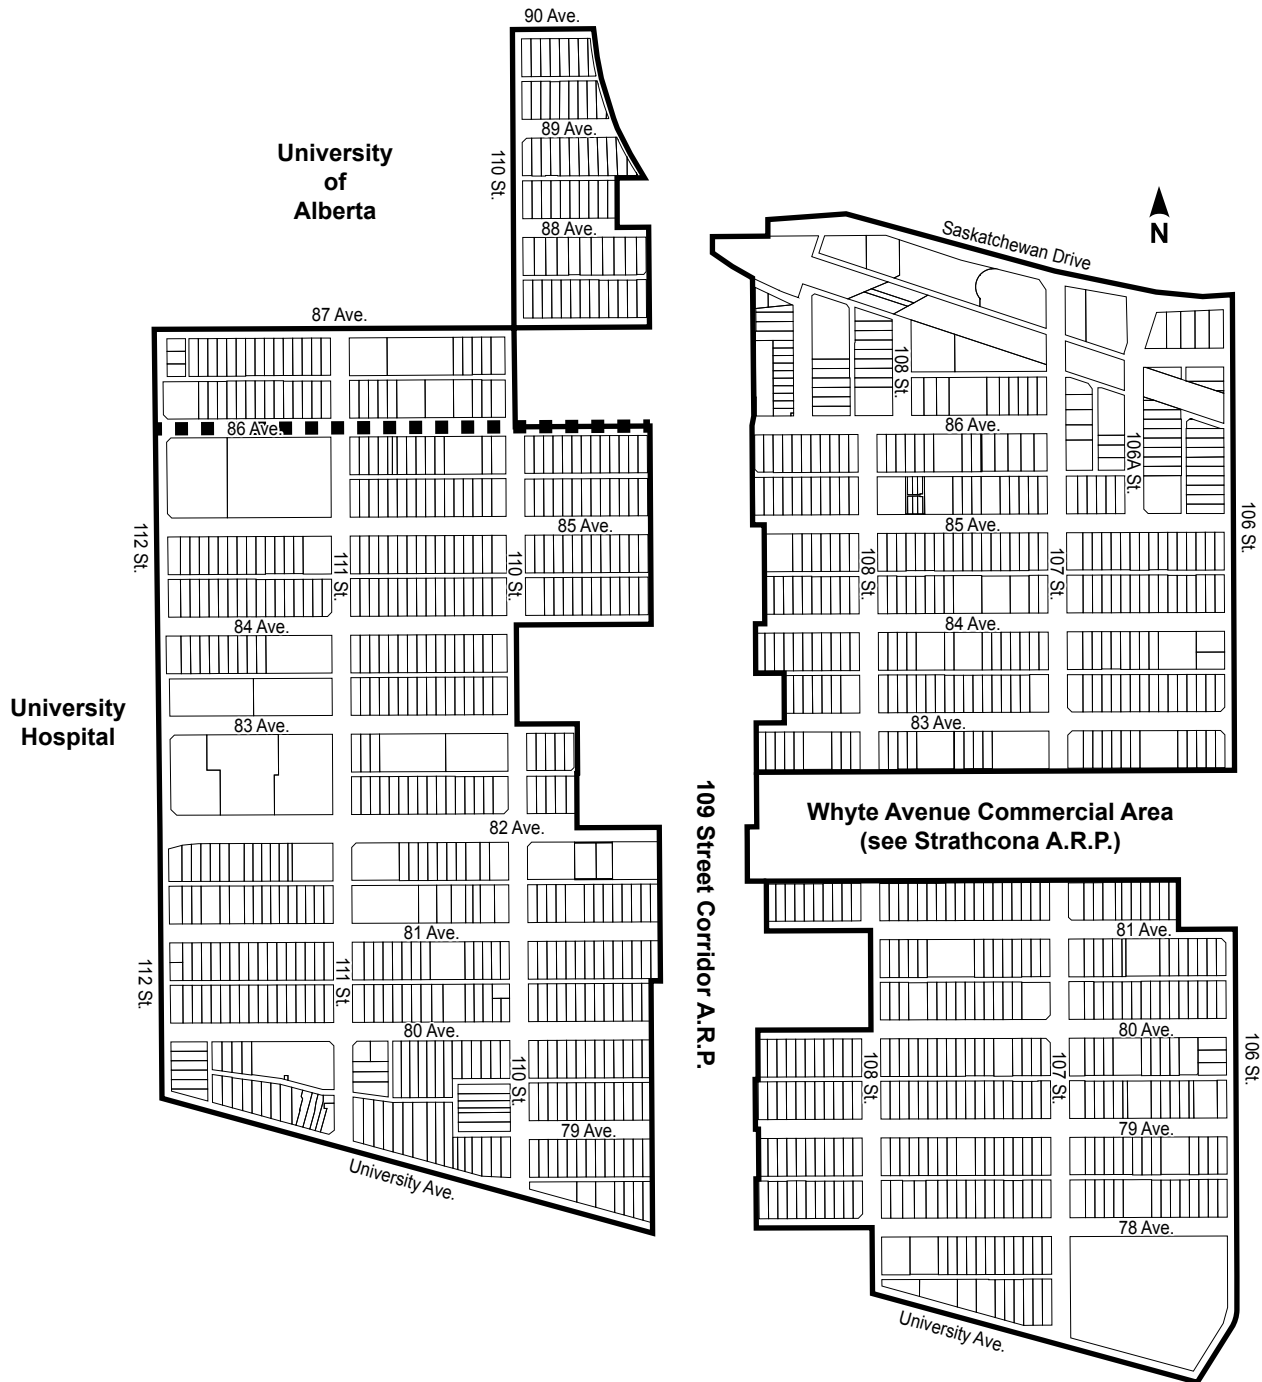 90 Ave.
89 Ave.
University
of
Alberta
110 St.
88 Ave.
N
Saskatchewan Drive
87 Ave.
108 St.
86 Ave.
86 Ave.
106A St.
85 Ave.
85 Ave.
112 St.
111 St.
110 St.
108 St.
107 St.
106 St.
84 Ave.
84 Ave.
University
Hospital
83 Ave.
83 Ave.
109 Street Corridor A.R.P.
Whyte Avenue Commercial Area
(see Strathcona A.R.P.)
82 Ave.
81 Ave.
81 Ave.
112 St.
111 St.
80 Ave.
80 Ave.
110 St.
108 St.
107 St.
106 St.
79 Ave.
79 Ave.
University Ave.
78 Ave.
University Ave.